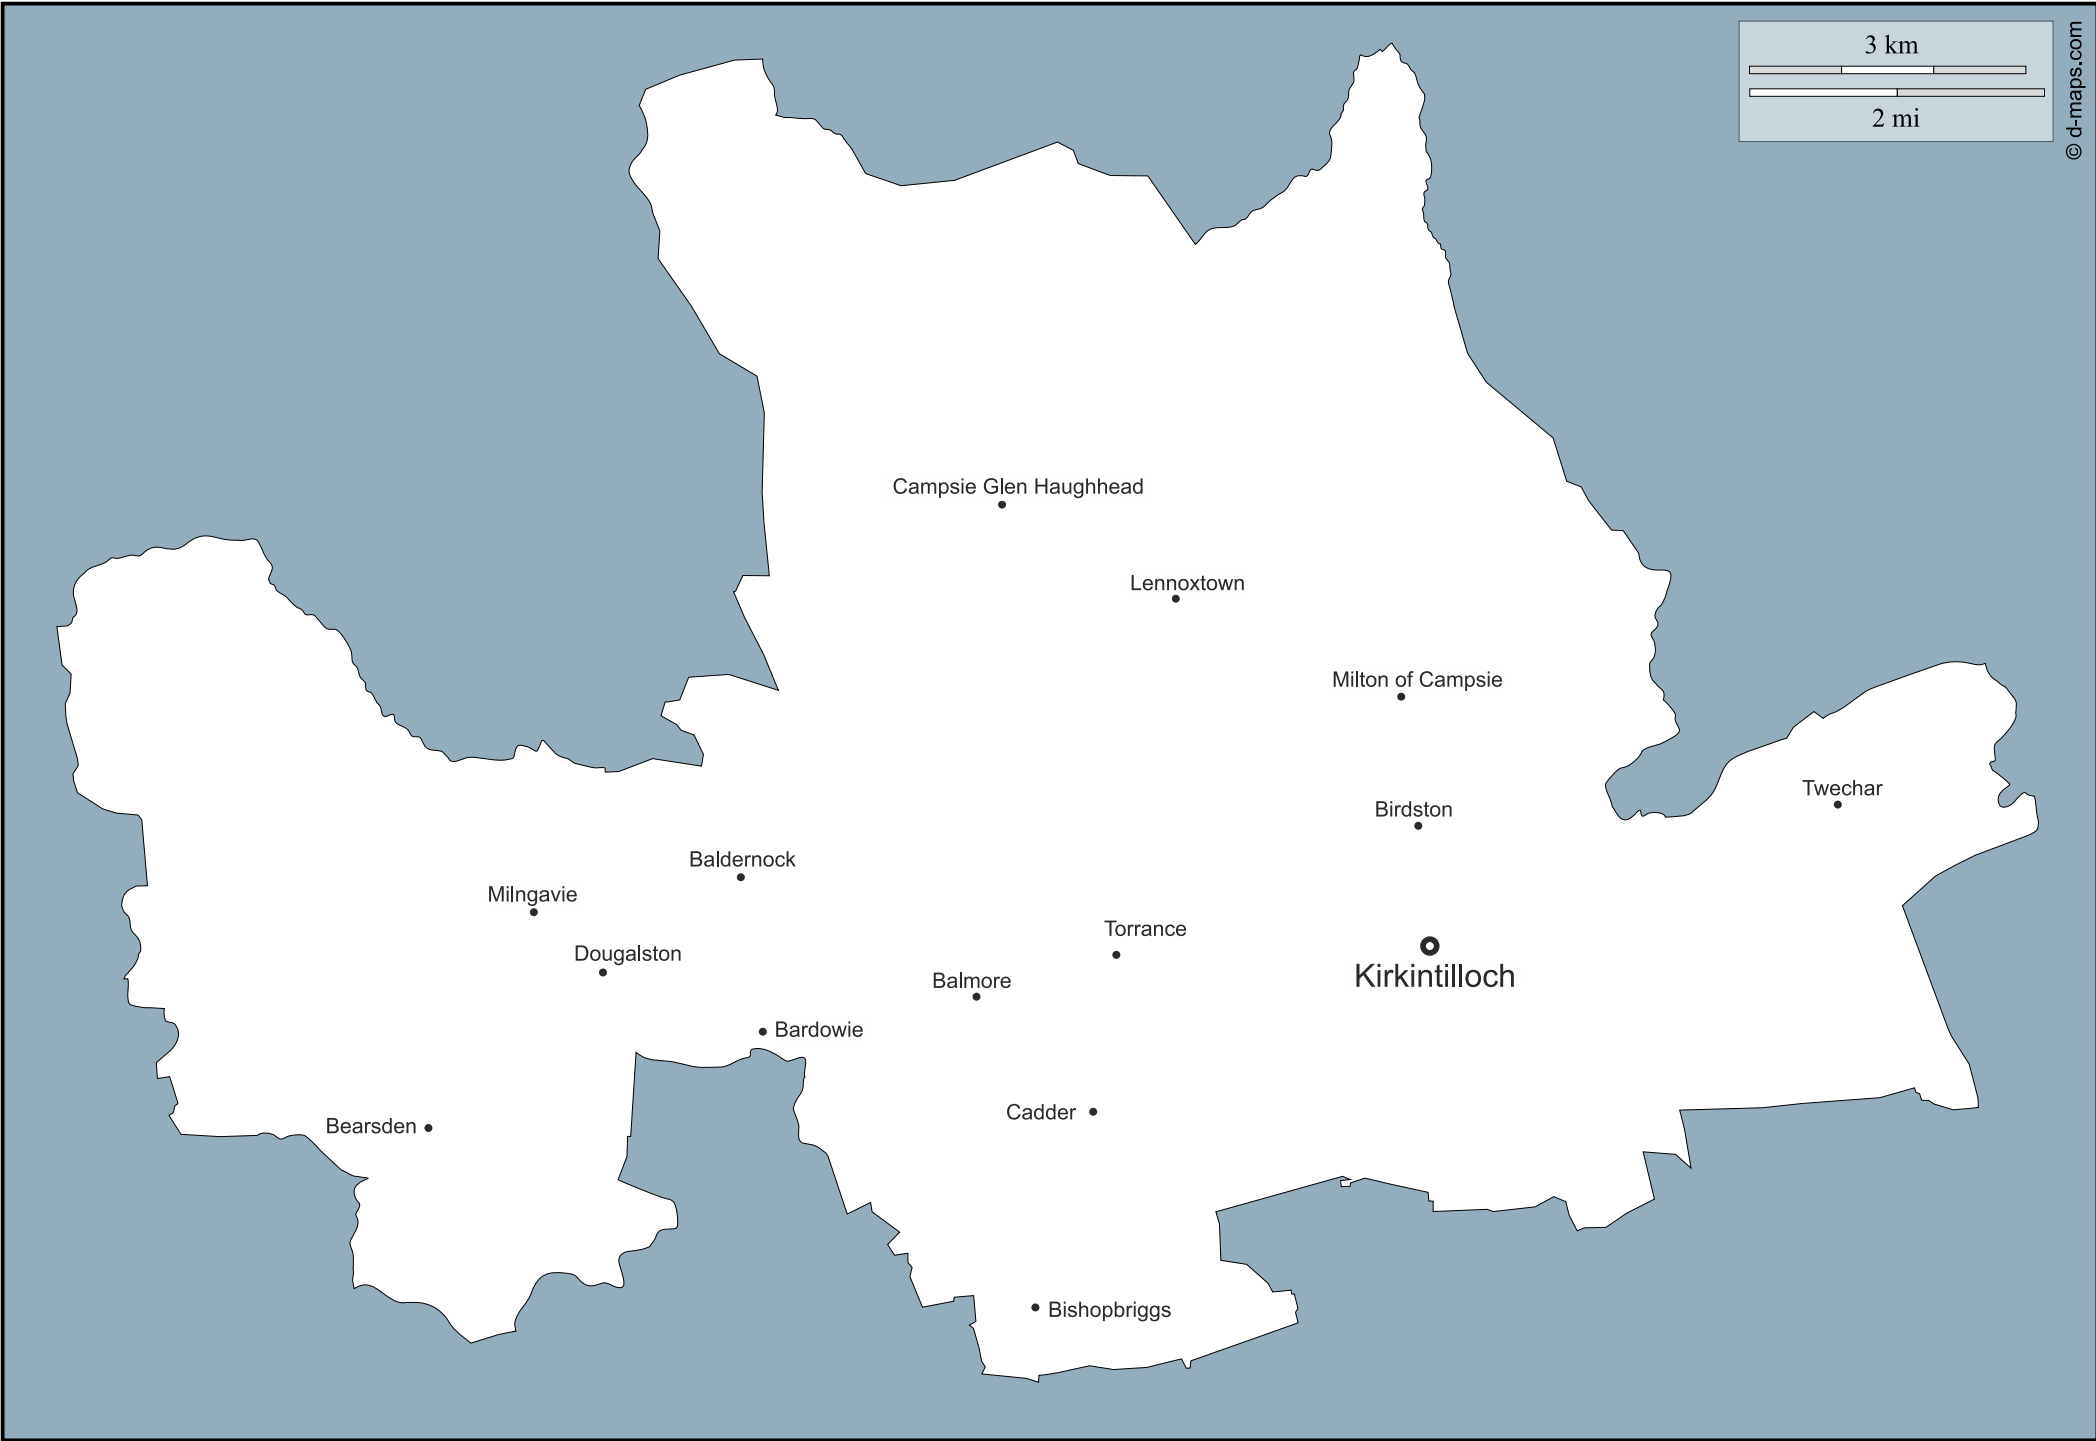 3 km
2 mi
© d-maps.com
Campsie Glen Haughhead
Lennoxtown
Milton of Campsie
Twechar
Birdston
Baldernock
Milngavie
Torrance
Dougalston
Kirkintilloch
Balmore
Bardowie
Cadder
Bearsden
Bishopbriggs